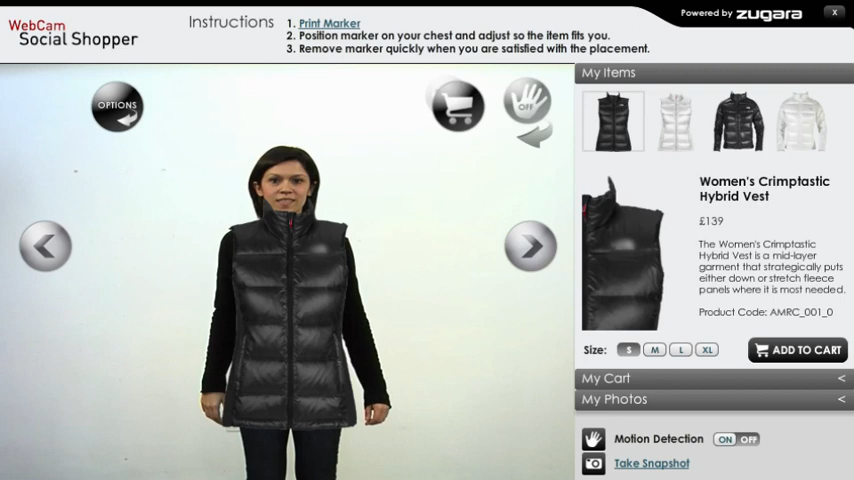 WebCam
Social Shopper
Instructions
1. Print Marker
2. Position marker on your chest and adjust so the item fits you.
3. Remove marker quickly when you are satisfied with the placement.
Powered by zugara
X
OPTIONS
OFF
My Items
Women's Crimptastic
Hybrid Vest
£139
The Women's Crimptastic
Hybrid Vest is a mid-layer
garment that strategically puts
either down or stretch fleece
panels where it is most needed.
Product Code: AMRC_001_0
Size: S M L XL
ADD TO CART
My Cart <
My Photos <
Motion Detection ON OFF
Take Snapshot